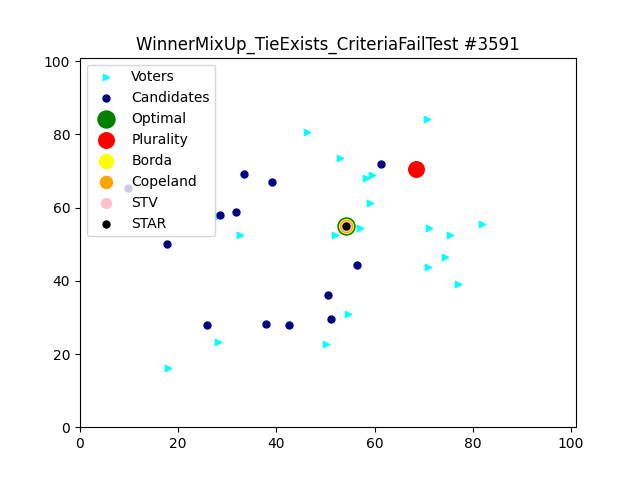 WinnerMixUp_TieExists_CriteriaFailTest #3591
100
80
60
40
20
0
Voters
Candidates
Optimal
Plurality
Borda
Copeland
STV
STAR
0 20 40 60 80 100